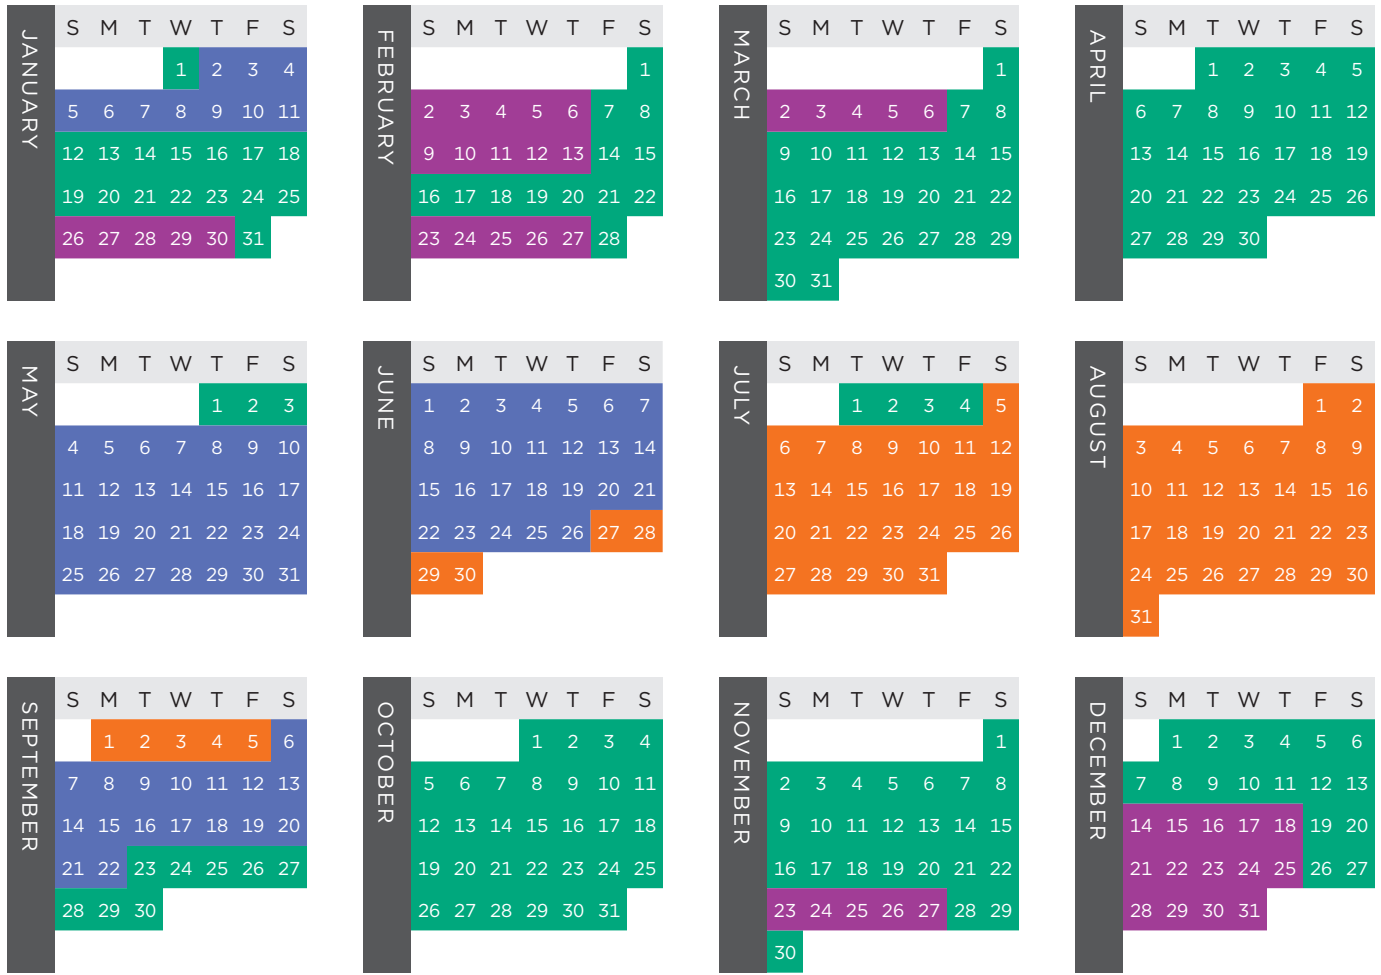 JANUARY
S M T W T F S
1 2 3 4
5 6 7 8 9 10 11
12 13 14 15 16 17 18
19 20 21 22 23 24 25
26 27 28 29 30 31
FEBRUARY
S M T W T F S
1
2 3 4 5 6 7 8
9 10 11 12 13 14 15
16 17 18 19 20 21 22
23 24 25 26 27 28
MARCH
S M T W T F S
1
2 3 4 5 6 7 8
9 10 11 12 13 14 15
16 17 18 19 20 21 22
23 24 25 26 27 28 29
30 31
APRIL
S M T W T F S
1 2 3 4 5
6 7 8 9 10 11 12
13 14 15 16 17 18 19
20 21 22 23 24 25 26
27 28 29 30
MAY
S M T W T F S
1 2 3
4 5 6 7 8 9 10
11 12 13 14 15 16 17
18 19 20 21 22 23 24
25 26 27 28 29 30 31
JUNE
S M T W T F S
1 2 3 4 5 6 7
8 9 10 11 12 13 14
15 16 17 18 19 20 21
22 23 24 25 26 27 28
29 30
JULY
S M T W T F S
1 2 3 4 5
6 7 8 9 10 11 12
13 14 15 16 17 18 19
20 21 22 23 24 25 26
27 28 29 30 31
AUGUST
S M T W T F S
1 2
3 4 5 6 7 8 9
10 11 12 13 14 15 16
17 18 19 20 21 22 23
24 25 26 27 28 29 30
31
SEPTEMBER
S M T W T F S
1 2 3 4 5 6
7 8 9 10 11 12 13
14 15 16 17 18 19 20
21 22 23 24 25 26 27
28 29 30
OCTOBER
S M T W T F S
1 2 3 4
5 6 7 8 9 10 11
12 13 14 15 16 17 18
19 20 21 22 23 24 25
26 27 28 29 30 31
NOVEMBER
S M T W T F S
1
2 3 4 5 6 7 8
9 10 11 12 13 14 15
16 17 18 19 20 21 22
23 24 25 26 27 28 29
30
DECEMBER
S M T W T F S
1 2 3 4 5 6
7 8 9 10 11 12 13
14 15 16 17 18 19 20
21 22 23 24 25 26 27
28 29 30 31